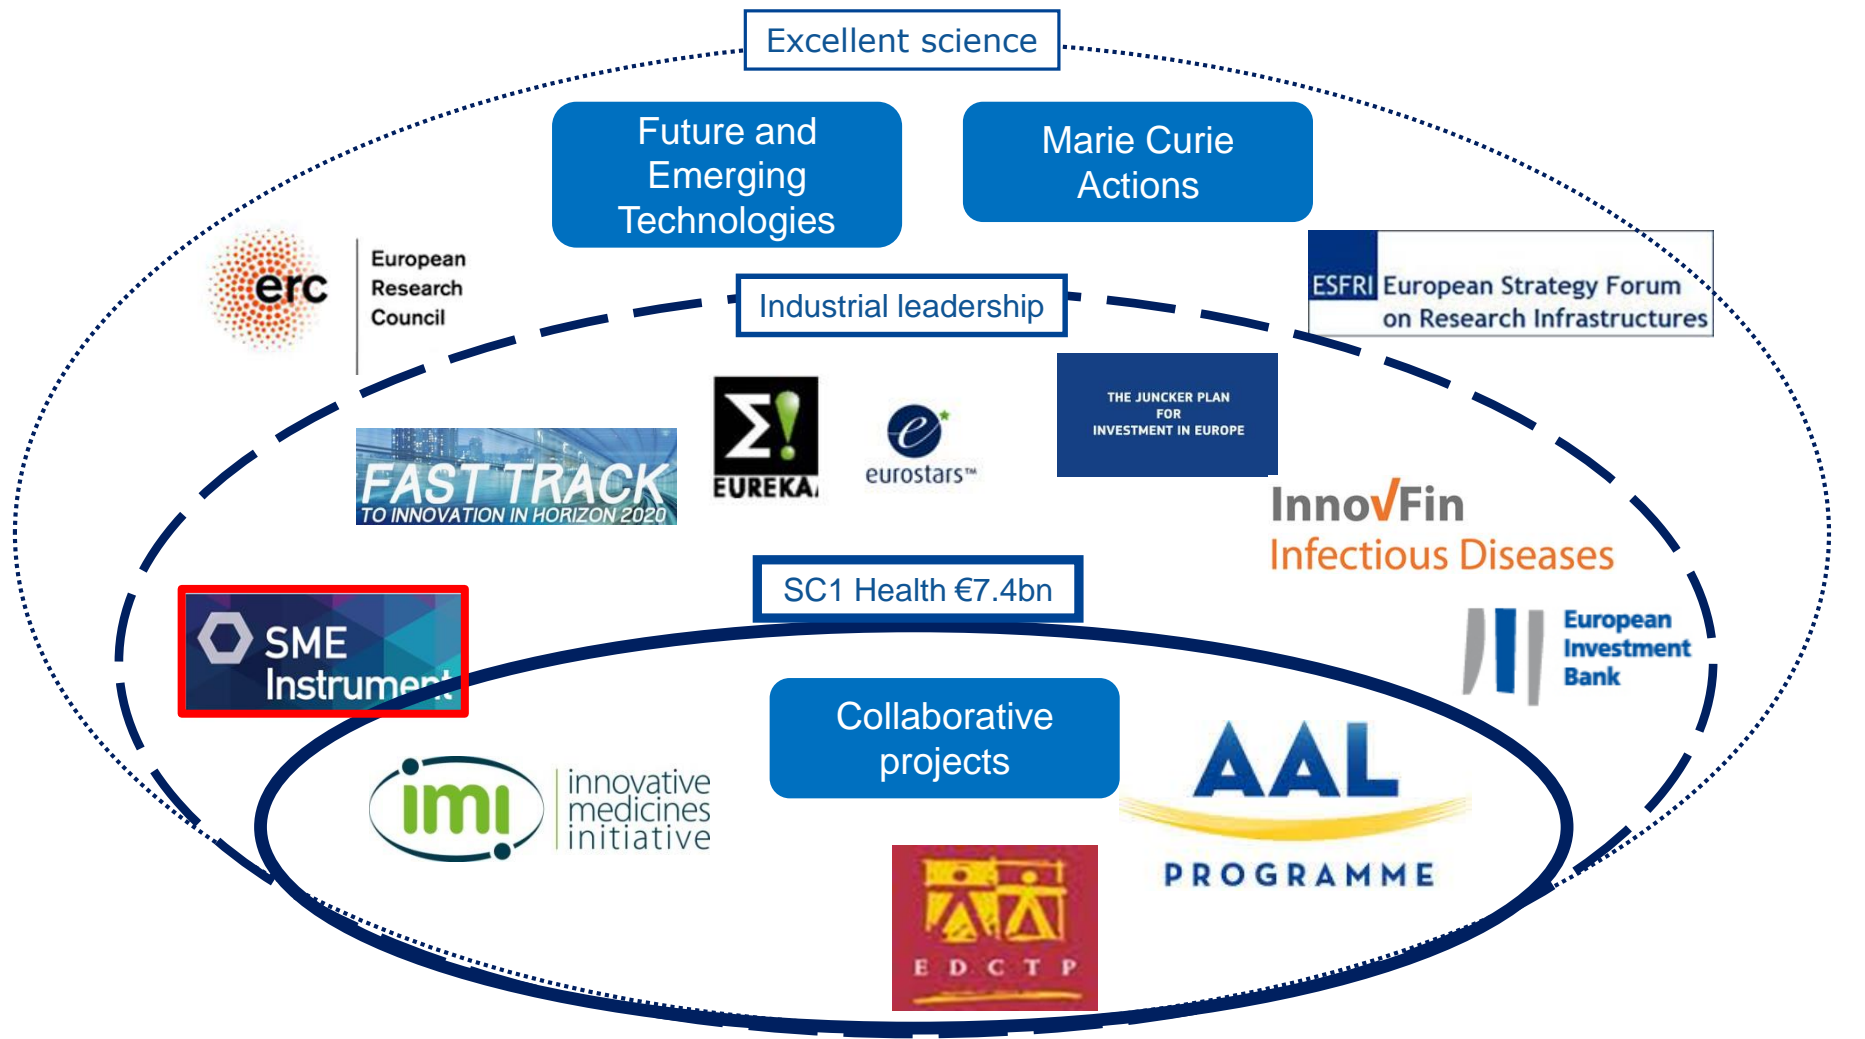 Excellent science
Future and
Emerging
Technologies
Marie Curie
Actions
erc
European
Research
Council
ESFRI
European Strategy Forum
on Research Infrastructures
Industrial leadership
THE JUNCKER PLAN
FOR
INVESTMENT IN EUROPE
FAST TRACK
TO INNOVATION IN HORIZON 2020
Σ!
EUREKA
e
eurostars™
Inno√Fin
Infectious Diseases
SC1 Health €7.4bn
SME
Instrument
European
Investment
Bank
Collaborative
projects
imi
innovative
medicines
initiative
AAL
PROGRAMME
EDCTP